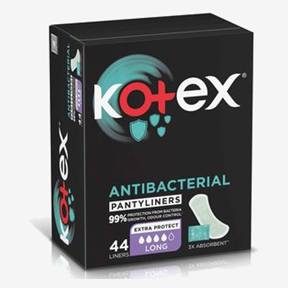 KOTEX
ANTIBACTERIAL
PANTYLINERS
99% PROTECTION FROM BACTERIA
GROWTH, ODOUR CONTROL
EXTRA PROTECT
44
LINERS
LONG
3X ABSORBENT